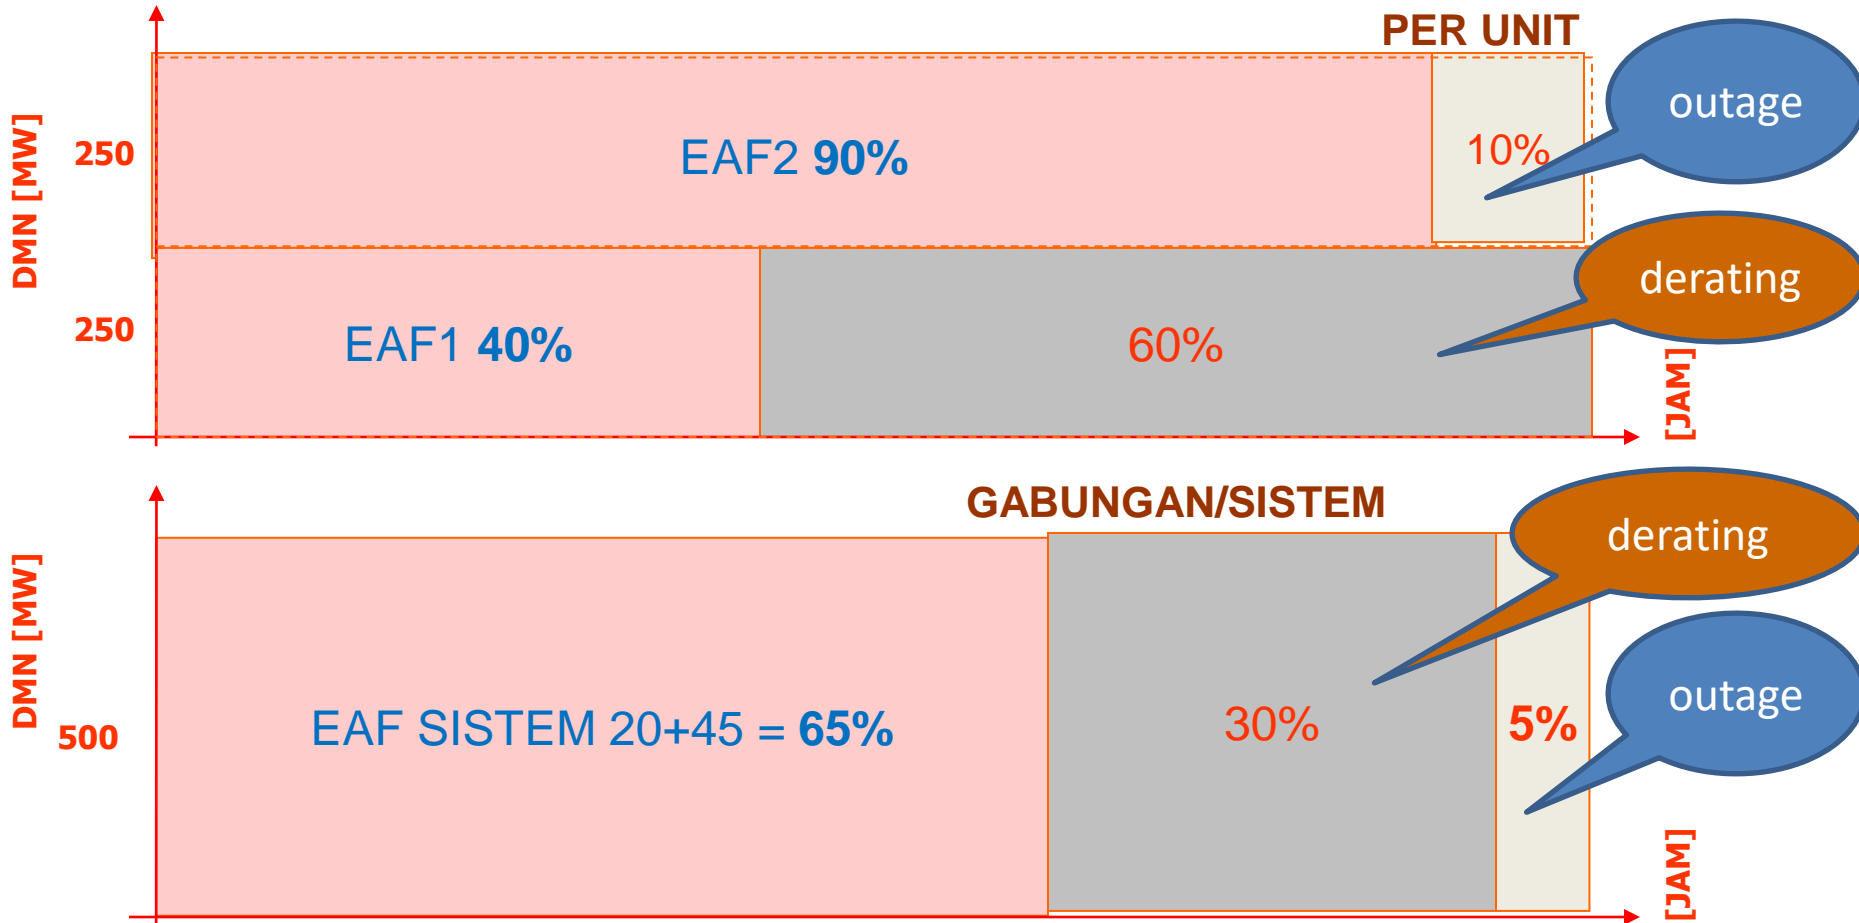 PER UNIT
outage
DMN [MW]
250
EAF2 90%
10%
derating
250
EAF1 40%
60%
[JAM]
GABUNGAN/SISTEM
derating
DMN [MW]
500
EAF SISTEM 20+45 = 65%
30%
5%
outage
[JAM]